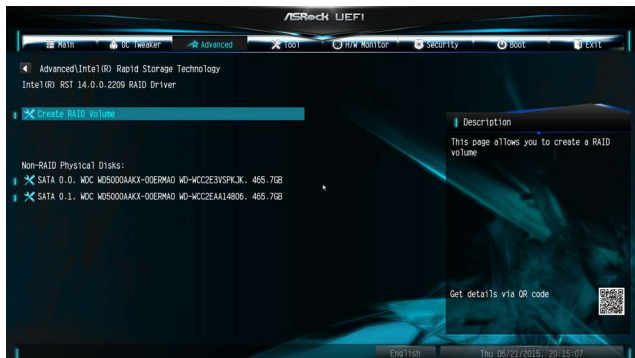 ASRock UEFI
Main OC Tweaker Advanced Tool H/W Monitor Security Boot Exit
Advanced\Intel(R) Rapid Storage Technology
Intel(R) RST 14.0.0.2209 RAID Driver
Create RAID Volume
Non-RAID Physical Disks:
SATA 0.0. WDC WD5000AAKX-00ERMA0 WD-WCC2E3VSPKJK. 465.7GB
SATA 0.1. WDC WD5000AAKX-00ERMA0 WD-WCC2EAA14806. 465.7GB
Description
This page allows you to create a RAID
volume
Get details via QR code
English Thu 05/21/2015. 20:15:07